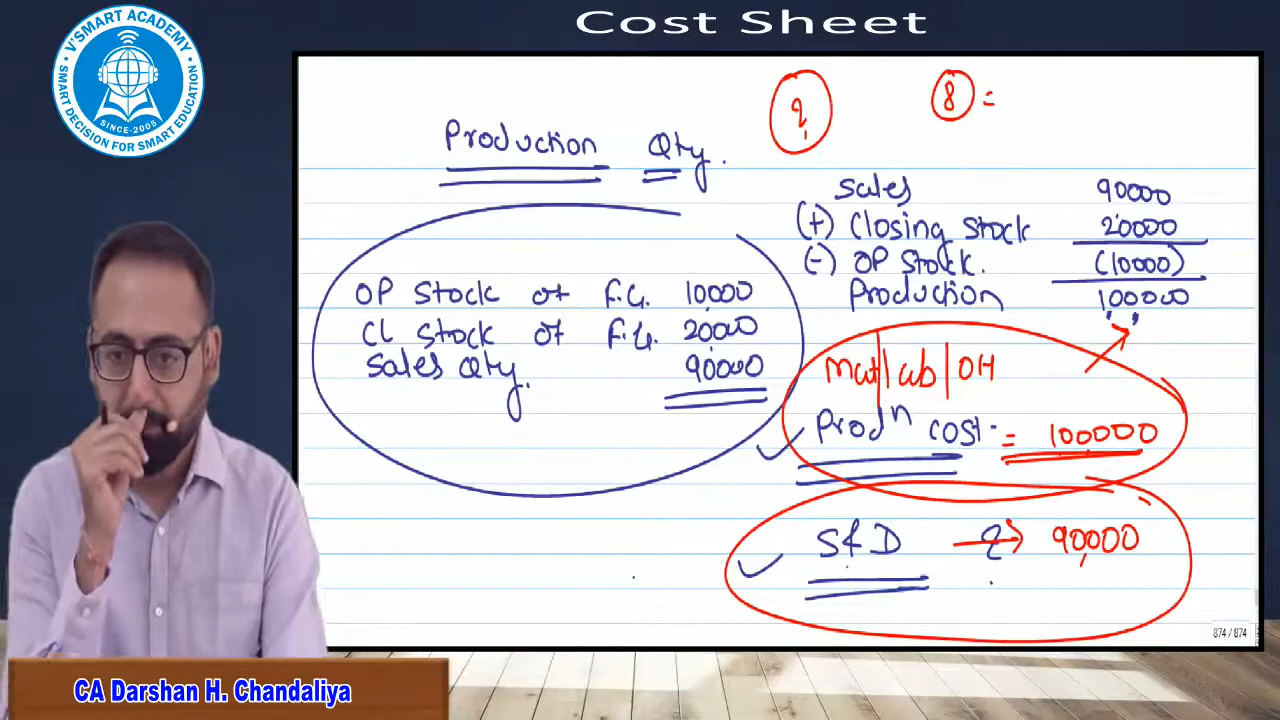 Cost Sheet
V'SMART ACADEMY
SINCE-2005
SMART DECISION FOR SMART EDUCATION
Production Qty.
OP Stock of F.G. 10000
CL Stock of F.G. 20000
Sales Qty. 90000
8 =
Sales 90000
(+) Closing stock 20000
(-) OP Stock. (10000)
Production 100000
Mat | Lab | OH
Prodn cost = 100000
S&D → 90000
874 / 874
CA Darshan H. Chandaliya